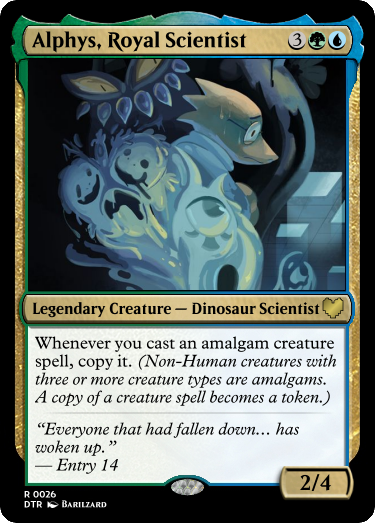 Alphys, Royal Scientist 3
Legendary Creature — Dinosaur Scientist
Whenever you cast an amalgam creature
spell, copy it. (Non-Human creatures with
three or more creature types are amalgams.
A copy of a creature spell becomes a token.)
“Everyone that had fallen down… has
woken up.”
— Entry 14
2/4
R 0026
DTR Barilzard